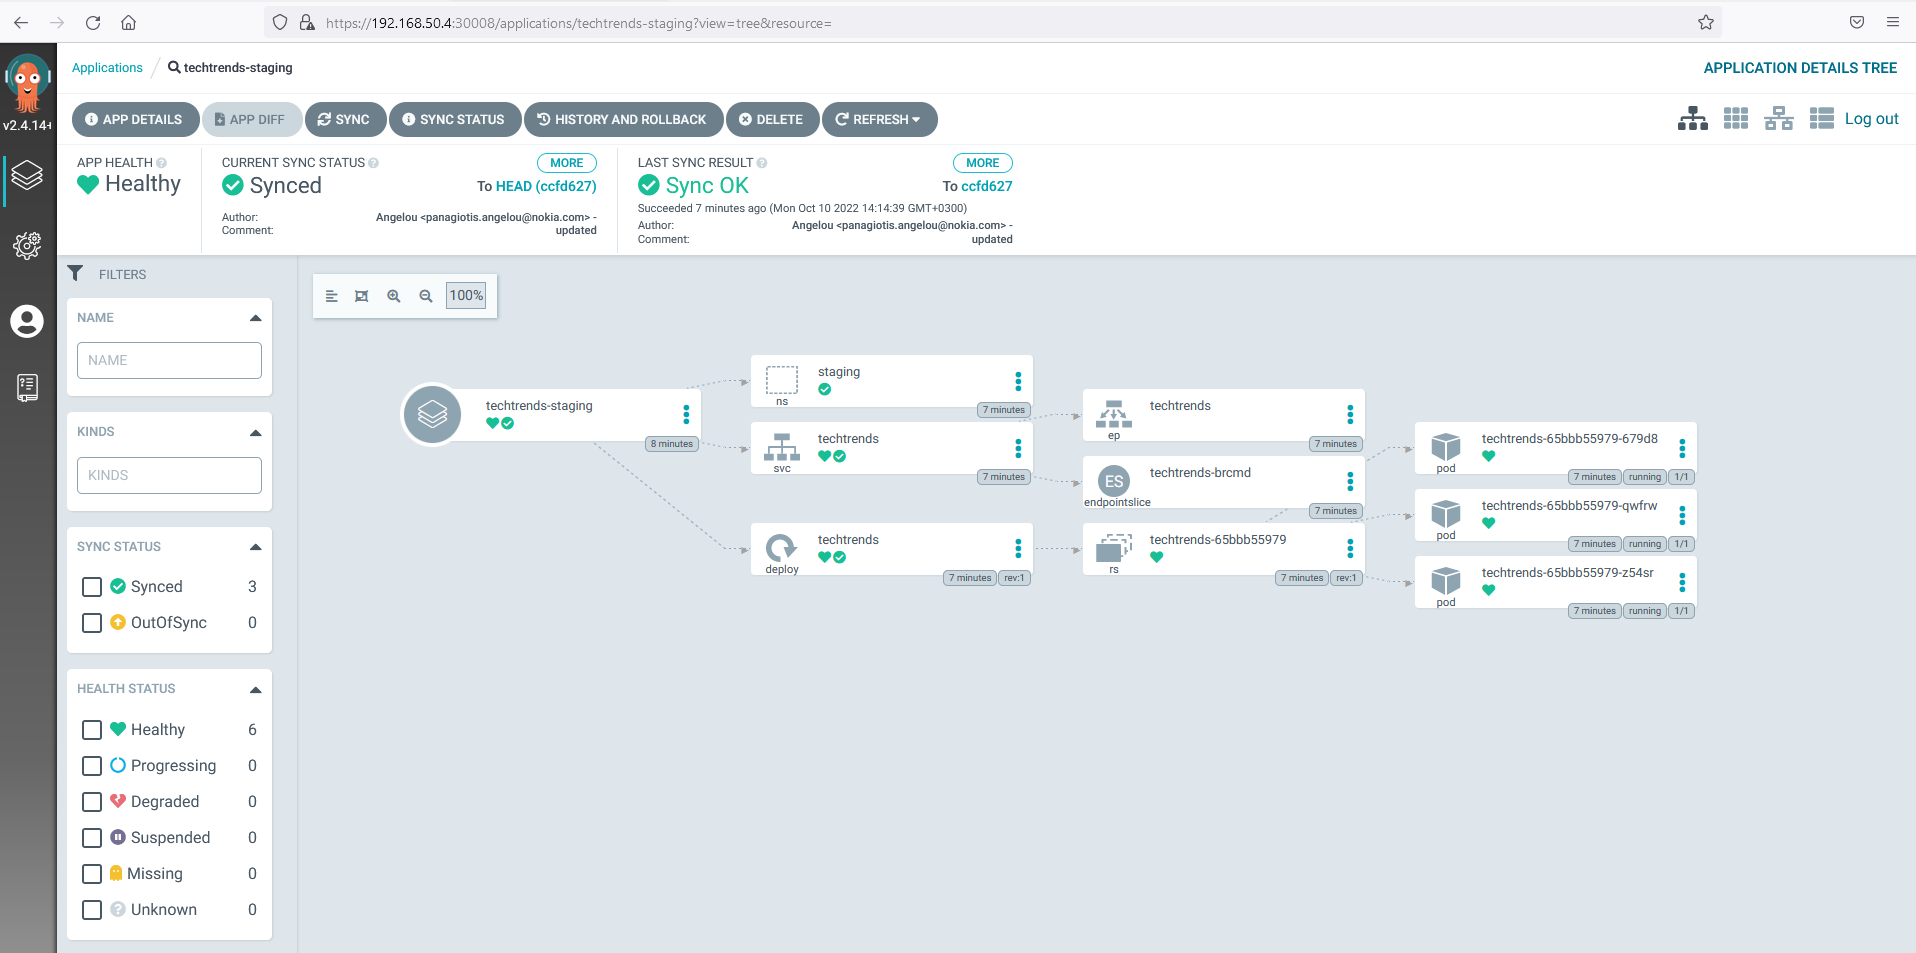 https://192.168.50.4:30008/applications/techtrends-staging?view=tree&resource=
v2.4.14+
Applications / techtrends-staging
APPLICATION DETAILS TREE
APP DETAILS APP DIFF SYNC SYNC STATUS HISTORY AND ROLLBACK DELETE REFRESH
Log out
APP HEALTH
Healthy
CURRENT SYNC STATUS MORE
Synced To HEAD (ccfd627)
Author: Angelou <panagiotis.angelou@nokia.com> -
Comment: updated
LAST SYNC RESULT MORE
Sync OK To ccfd627
Succeeded 7 minutes ago (Mon Oct 10 2022 14:14:39 GMT+0300)
Author: Angelou <panagiotis.angelou@nokia.com> -
Comment: updated
FILTERS
NAME
NAME
KINDS
KINDS
SYNC STATUS
Synced 3
OutOfSync 0
HEALTH STATUS
Healthy 6
Progressing 0
Degraded 0
Suspended 0
Missing 0
Unknown 0
100%
techtrends-staging
8 minutes
staging
ns
7 minutes
techtrends
svc
7 minutes
techtrends
deploy
7 minutes rev:1
techtrends
ep
7 minutes
ES
techtrends-brcmd
endpointslice
7 minutes
techtrends-65bbb55979
rs
7 minutes rev:1
techtrends-65bbb55979-679d8
pod
7 minutes running 1/1
techtrends-65bbb55979-qwfrw
pod
7 minutes running 1/1
techtrends-65bbb55979-z54sr
pod
7 minutes running 1/1